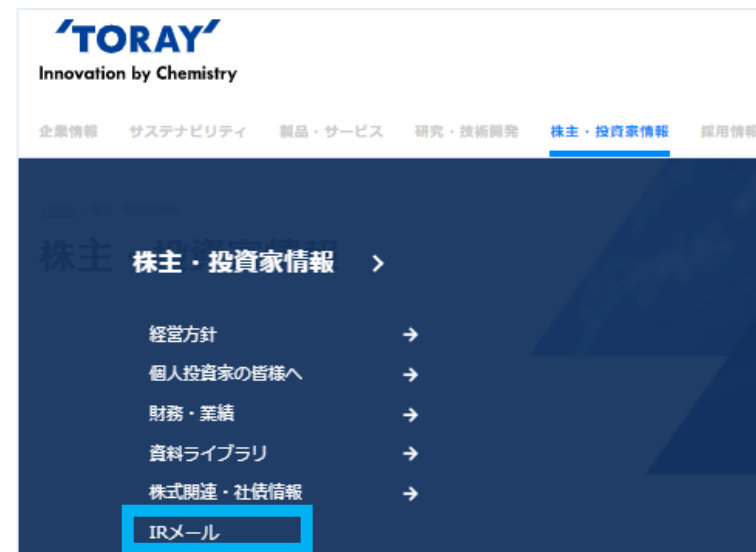 'TORAY'
Innovation by Chemistry
企業情報 サステナビリティ 製品・サービス 研究・技術開発 株主・投資家情報 採用情報
株主・投資家情報
経営方針
個人投資家の皆様へ
財務・業績
資料ライブラリ
株式関連・社債情報
IRメール